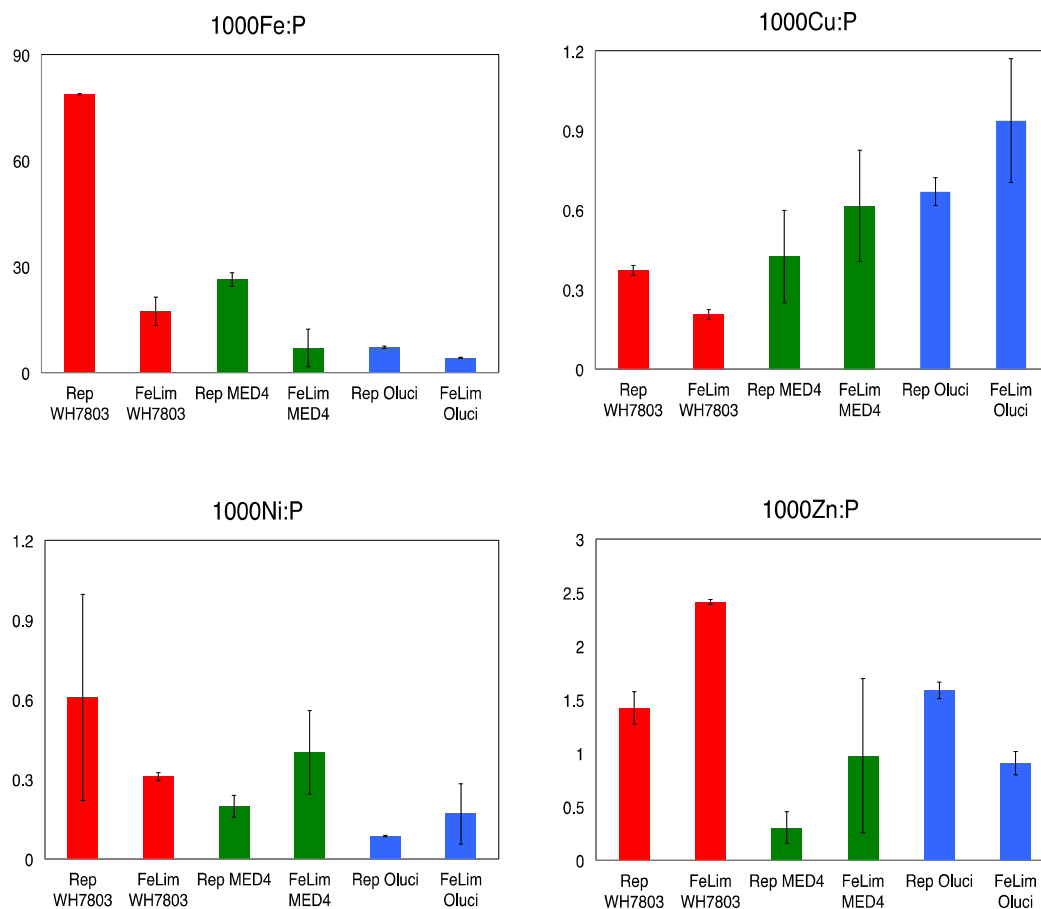 1000Fe:P
90
60
30
0
Rep WH7803
FeLim WH7803
Rep MED4
FeLim MED4
Rep Oluci
FeLim Oluci
1000Cu:P
1.2
0.9
0.6
0.3
0
Rep WH7803
FeLim WH7803
Rep MED4
FeLim MED4
Rep Oluci
FeLim Oluci
1000Ni:P
1.2
0.9
0.6
0.3
0
Rep WH7803
FeLim WH7803
Rep MED4
FeLim MED4
Rep Oluci
FeLim Oluci
1000Zn:P
3
2.5
2
1.5
1
0.5
0
Rep WH7803
FeLim WH7803
Rep MED4
FeLim MED4
Rep Oluci
FeLim Oluci